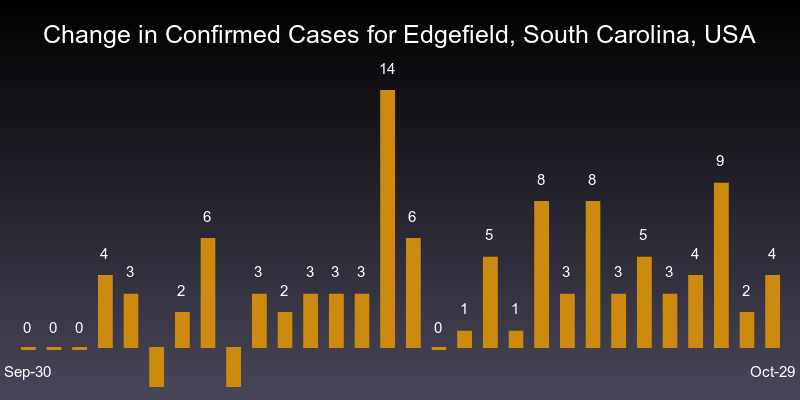 Change in Confirmed Cases for Edgefield, South Carolina, USA
14
9
8 8
6 6
5 5
4 4 4
3 3 3 3 3 3 3 3
2 2 2
1 1
0 0 0 0
Sep-30 Oct-29